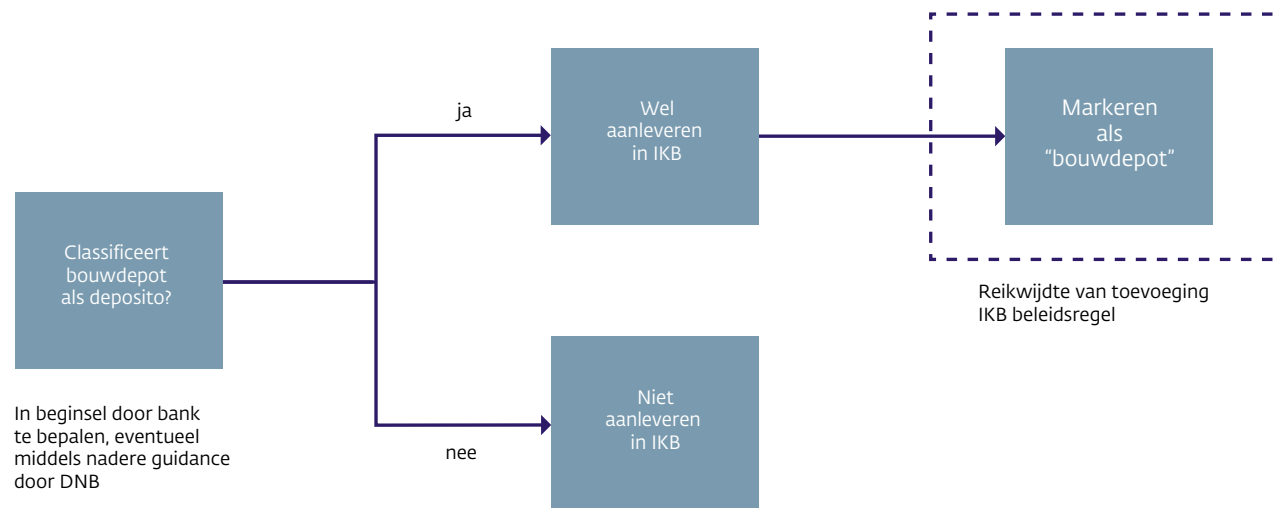 Classificeert
bouwdepot
als deposito?
In beginsel door bank
te bepalen, eventueel
middels nadere guidance
door DNB
ja
Wel
aanleveren
in IKB
nee
Niet
aanleveren
in IKB
Markeren
als
“bouwdepot”
Reikwijdte van toevoeging
IKB beleidsregel